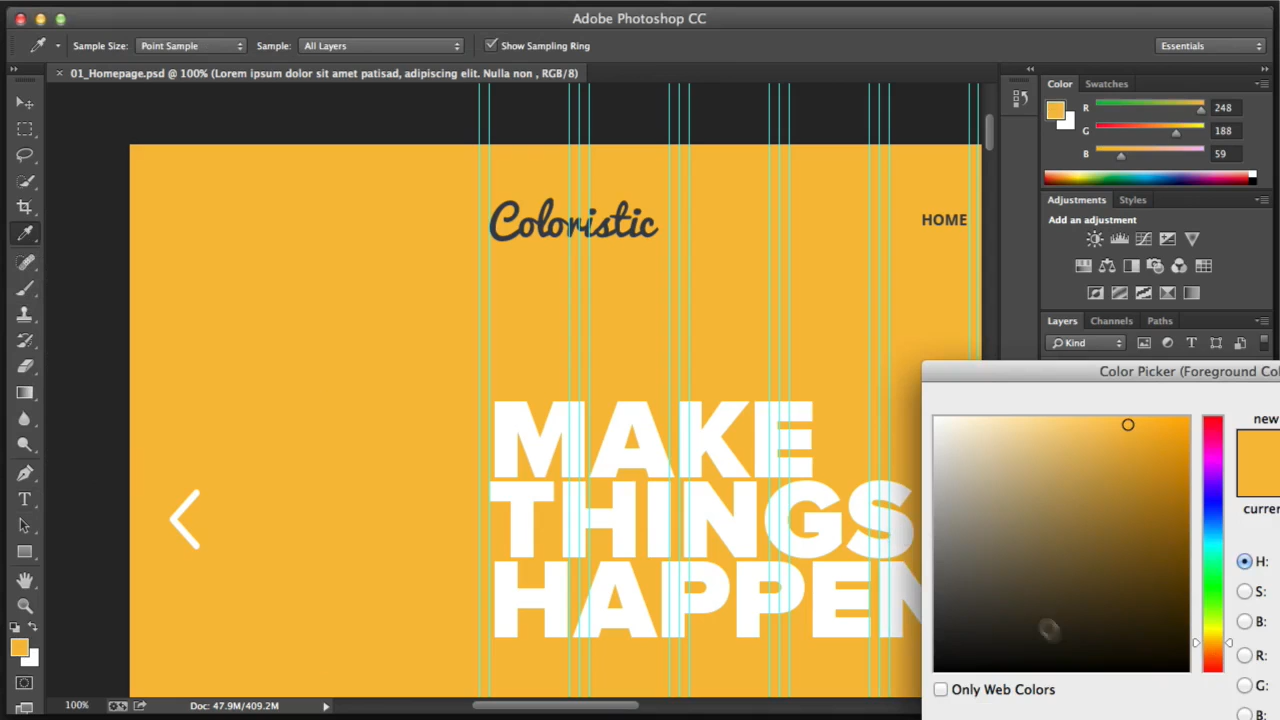 Adobe Photoshop CC
Sample Size: Point Sample Sample: All Layers Show Sampling Ring Essentials
01_Homepage.psd @ 100% (Lorem ipsum dolor sit amet patisad, adipiscing elit. Nulla non , RGB/8)
Color Swatches
R 248
G 188
B 59
Adjustments Styles
Add an adjustment
Coloristic HOME
Layers Channels Paths
Kind
Color Picker (Foreground Col
new
current
MAKE
THINGS
HAPPEN
H:
S:
B:
R:
G:
B:
Only Web Colors
100% Doc: 47.9M/409.2M